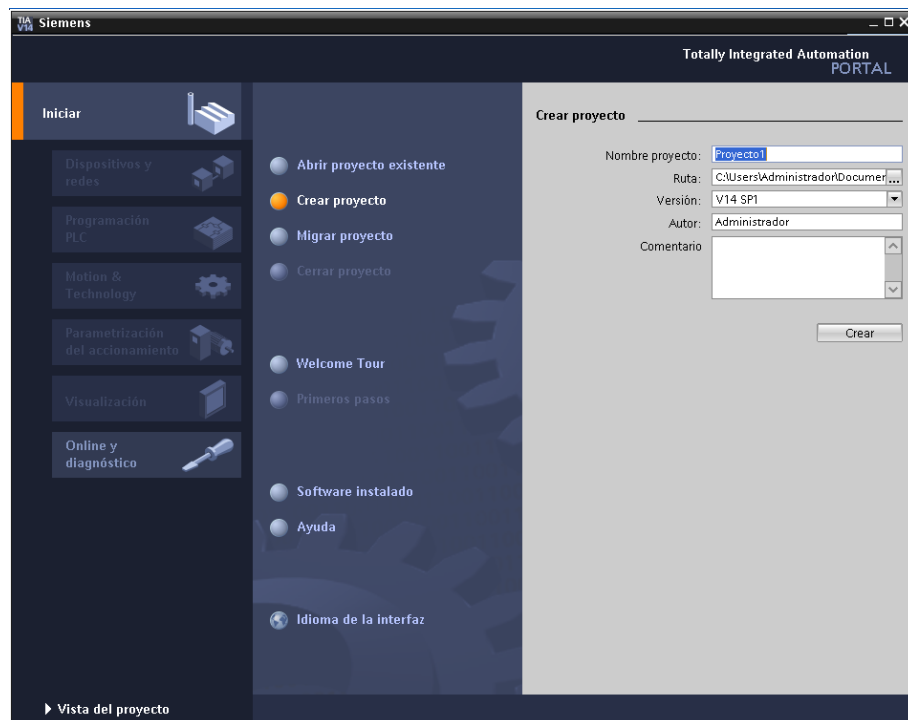 TIA
V14
Siemens
Totally Integrated Automation
PORTAL
Iniciar
Dispositivos y
redes
Programación
PLC
Motion &
Technology
Parametrización
del accionamiento
Visualización
Online y
diagnóstico
Abrir proyecto existente
Crear proyecto
Migrar proyecto
Cerrar proyecto
Welcome Tour
Primeros pasos
Software instalado
Ayuda
Idioma de la interfaz
Crear proyecto
Nombre proyecto: Proyecto1
Ruta: C:\Users\Administrador\Documer ...
Versión: V14 SP1
Autor: Administrador
Comentario
Crear
Vista del proyecto